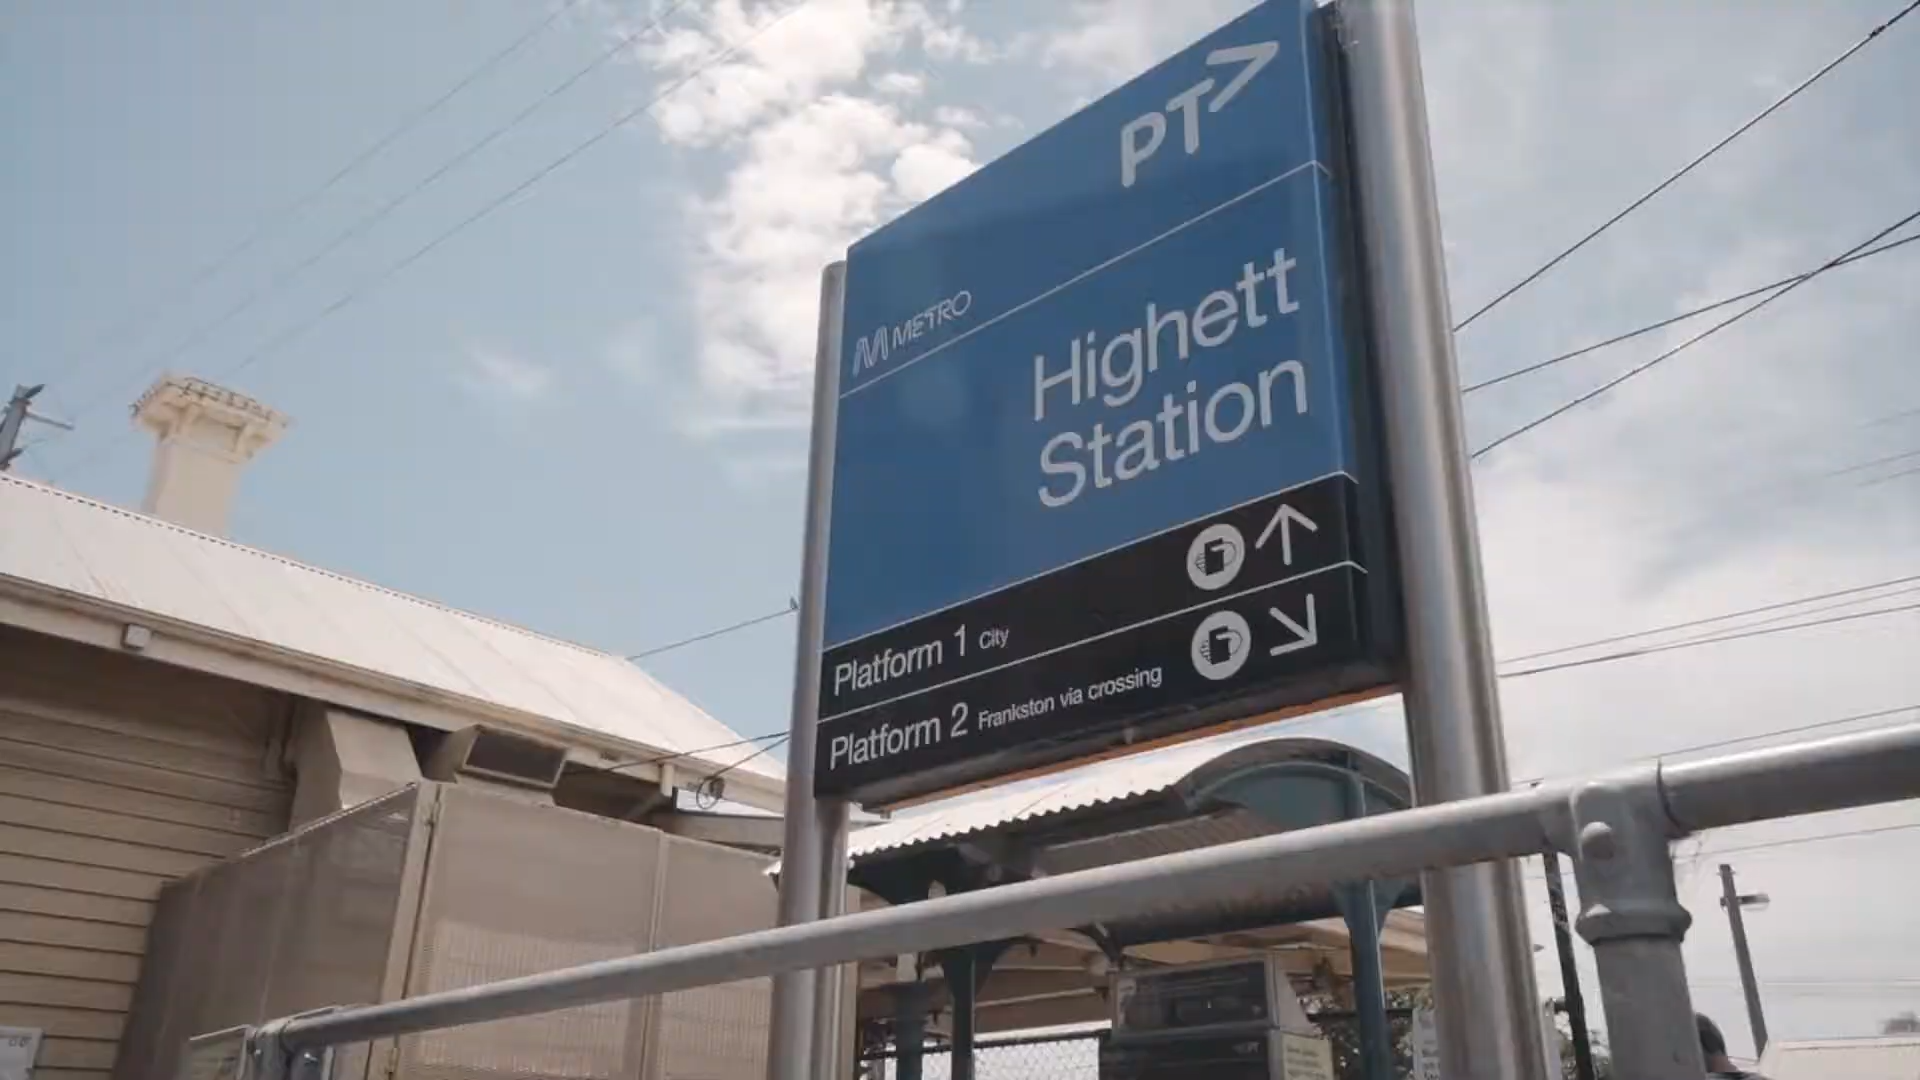 PT>
METRO
Highett
Station
Platform 1 City
Platform 2 Frankston via crossing